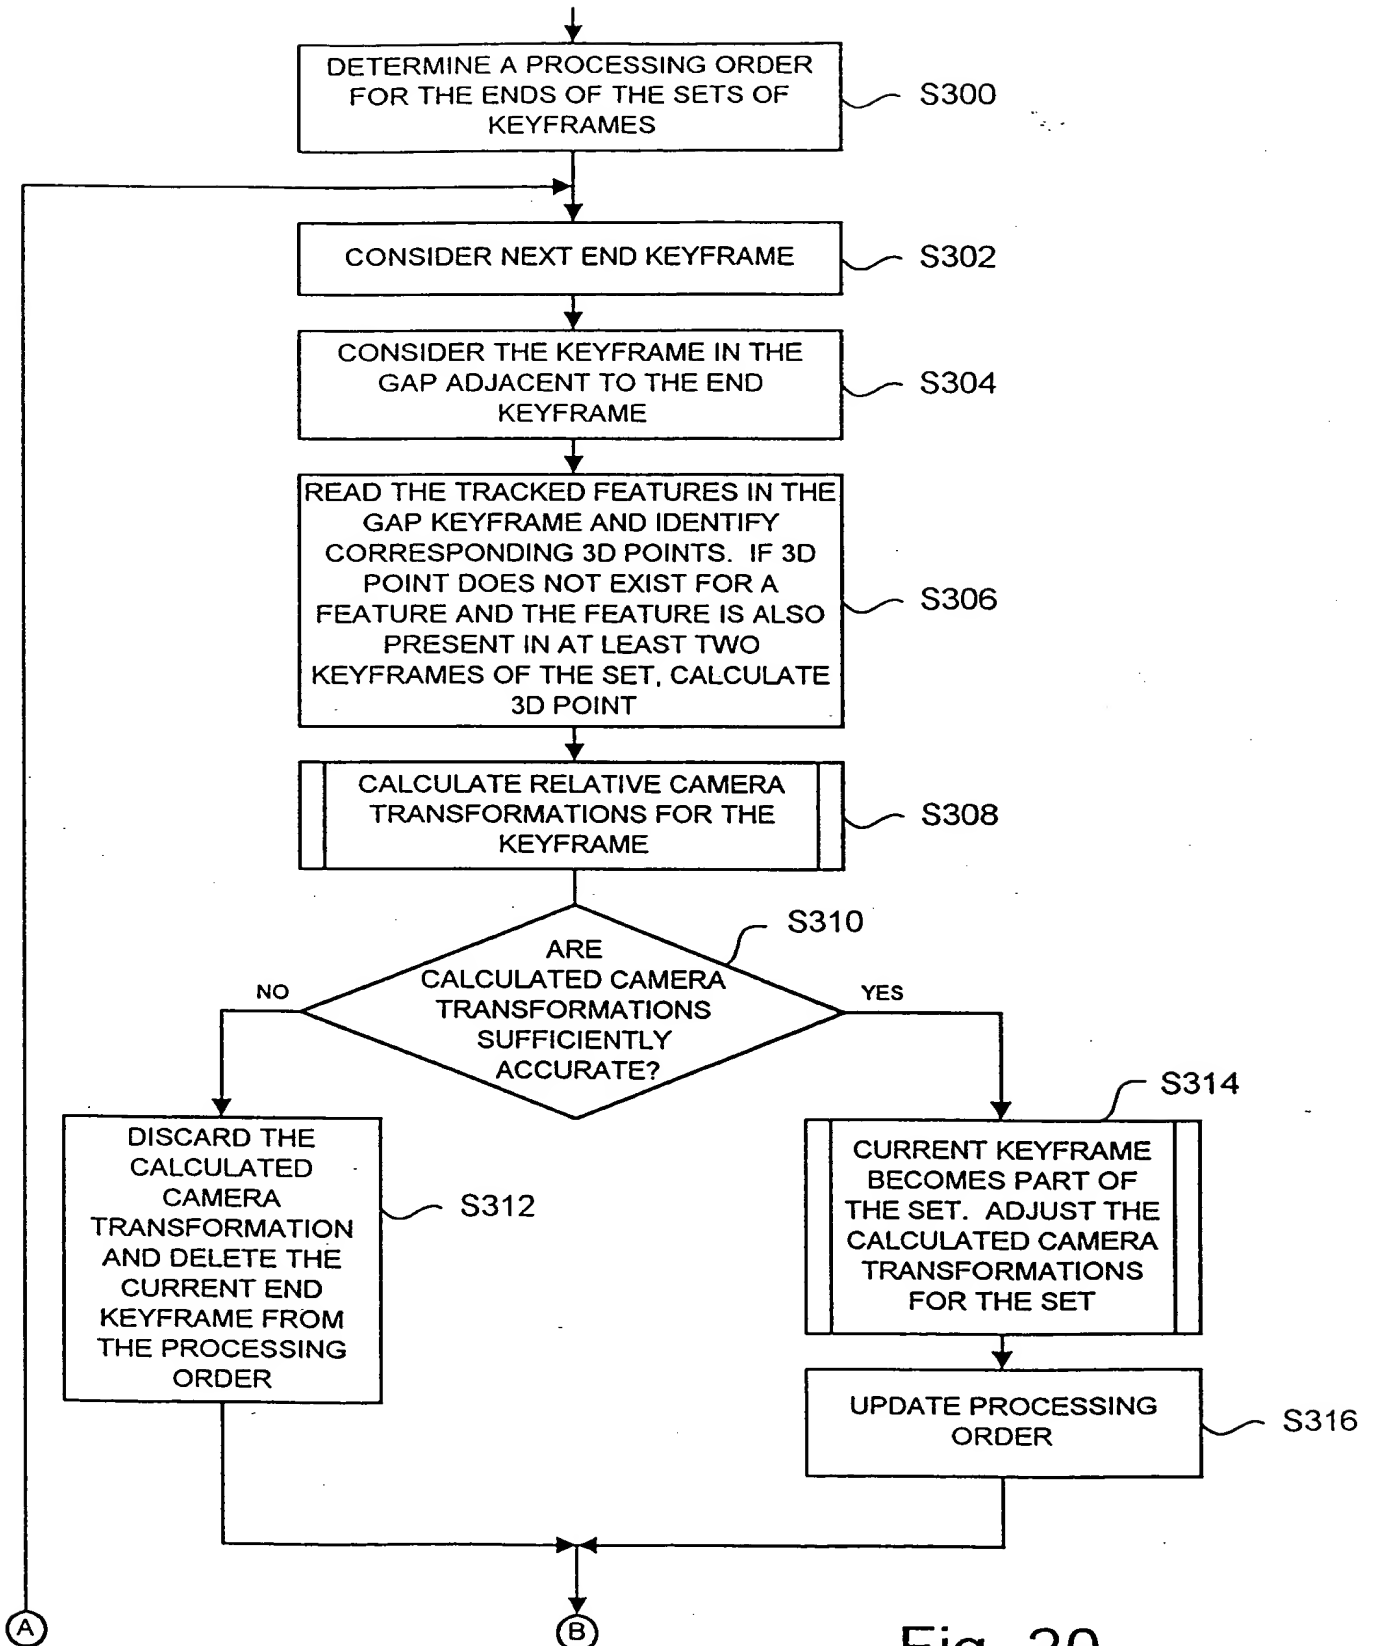 DETERMINE A PROCESSING ORDER
FOR THE ENDS OF THE SETS OF
KEYFRAMES
S300
CONSIDER NEXT END KEYFRAME
S302
CONSIDER THE KEYFRAME IN THE
GAP ADJACENT TO THE END
KEYFRAME
S304
READ THE TRACKED FEATURES IN THE
GAP KEYFRAME AND IDENTIFY
CORRESPONDING 3D POINTS. IF 3D
POINT DOES NOT EXIST FOR A
FEATURE AND THE FEATURE IS ALSO
PRESENT IN AT LEAST TWO
KEYFRAMES OF THE SET, CALCULATE
3D POINT
S306
CALCULATE RELATIVE CAMERA
TRANSFORMATIONS FOR THE
KEYFRAME
S308
ARE
CALCULATED CAMERA
TRANSFORMATIONS
SUFFICIENTLY
ACCURATE?
S310
NO
YES
DISCARD THE
CALCULATED
CAMERA
TRANSFORMATION
AND DELETE THE
CURRENT END
KEYFRAME FROM
THE PROCESSING
ORDER
S312
S314
CURRENT KEYFRAME
BECOMES PART OF
THE SET. ADJUST THE
CALCULATED CAMERA
TRANSFORMATIONS
FOR THE SET
UPDATE PROCESSING
ORDER
S316
A
B
Fig.